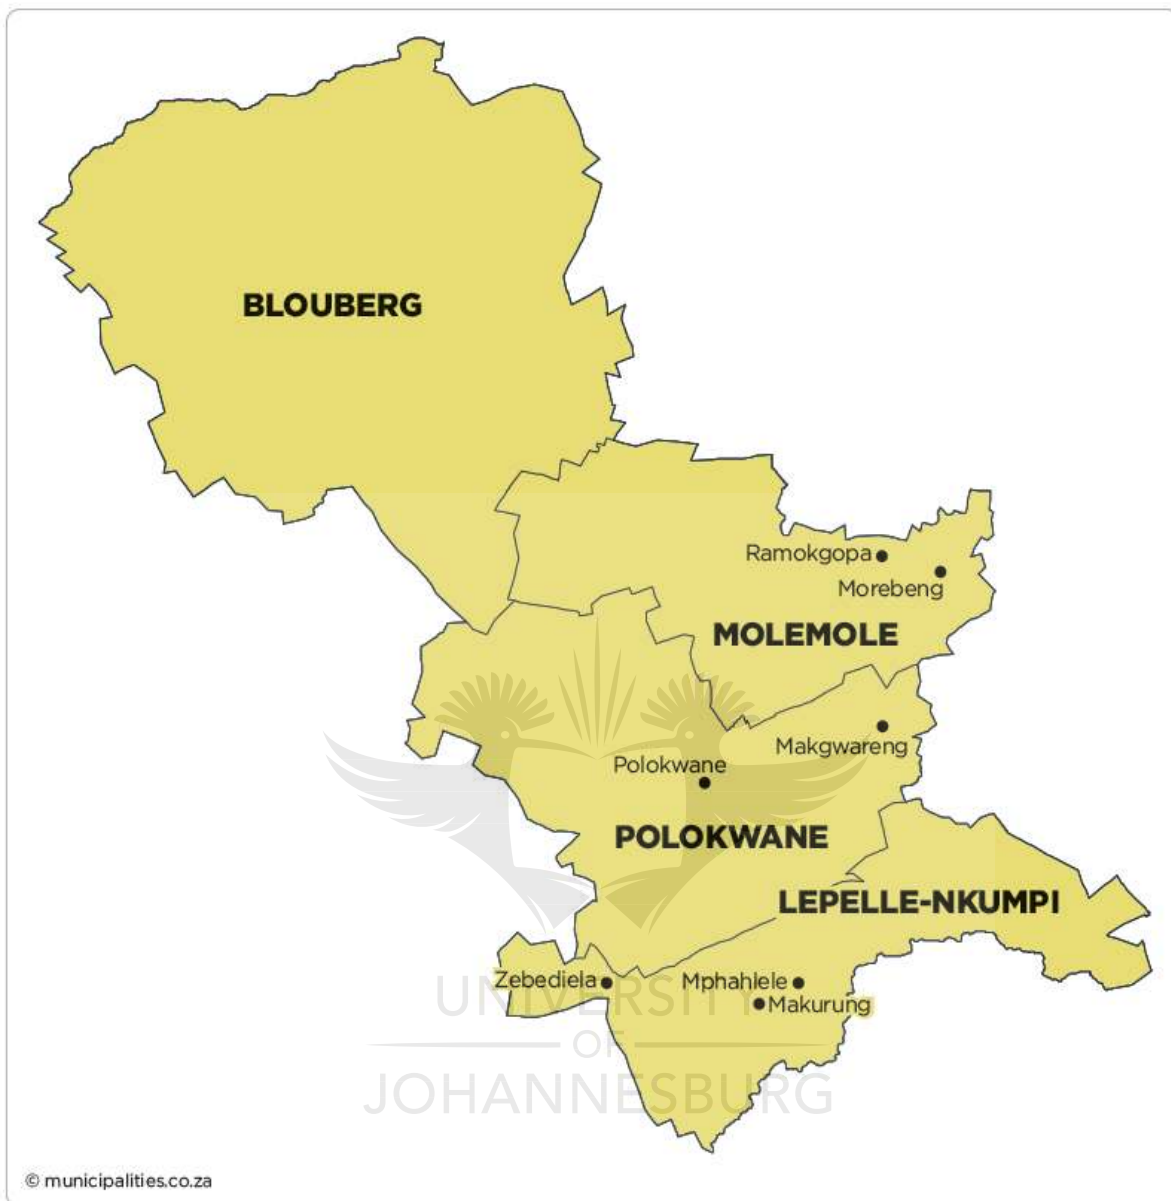 BLOUBERG
Ramokgopa
Morebeng
MOLEMOLE
Makgwareng
Polokwane
POLOKWANE
LEPELLE-NKUMPI
Zebediela
Mphahlele
Makurung
UNIVERSITY
OF
JOHANNESBURG
© municipalities.co.za